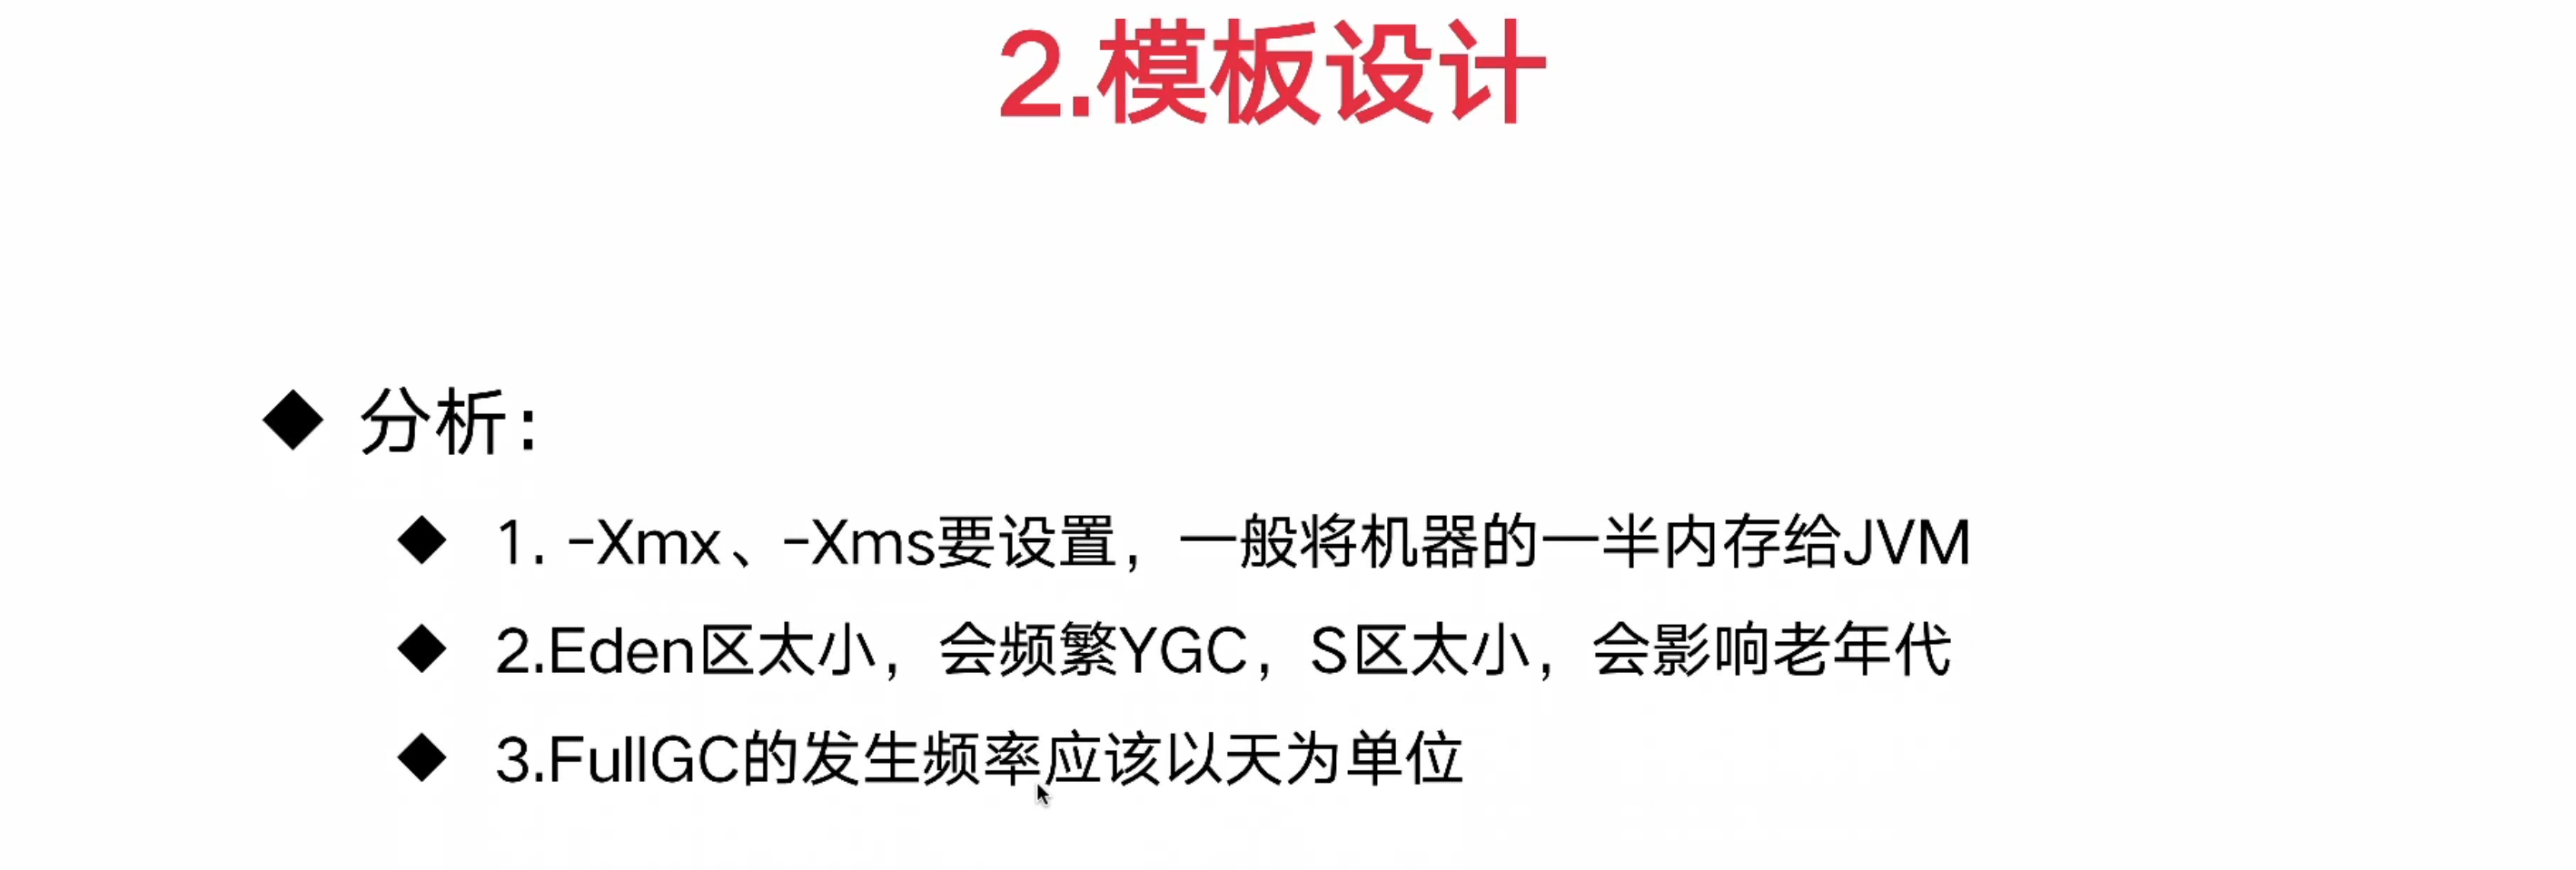 2.模板设计
分析：
1. -Xmx、-Xms要设置，一般将机器的一半内存给JVM
2.Eden区太小，会频繁YGC，S区太小，会影响老年代
3.FullGC的发生频率应该以天为单位